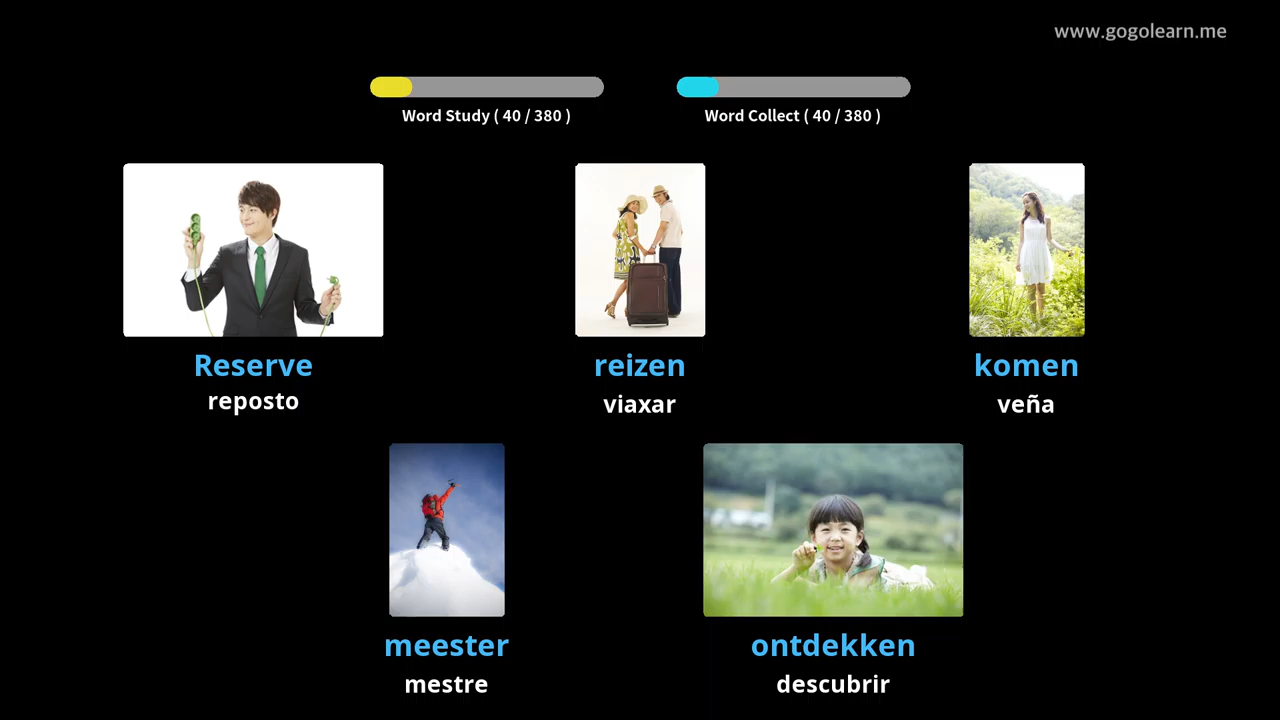 www.gogolearn.me
Word Study ( 40 / 380 )
Word Collect ( 40 / 380 )
Reserve
reposto
reizen
viaxar
komen
veña
meester
mestre
ontdekken
descubrir